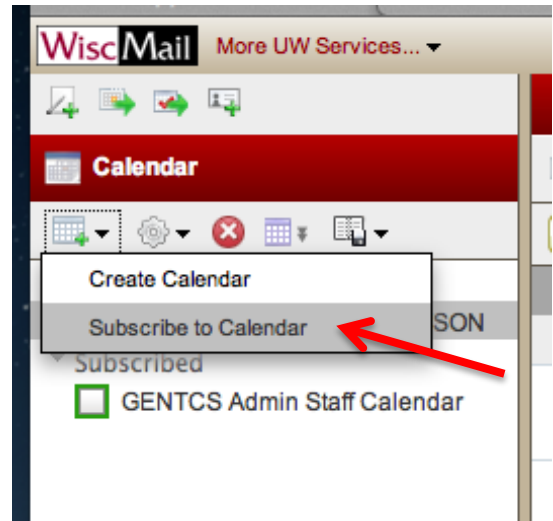 WiscMail More UW Services...
Calendar
Create Calendar
Subscribe to Calendar
SON
Subscribed
GENTCS Admin Staff Calendar